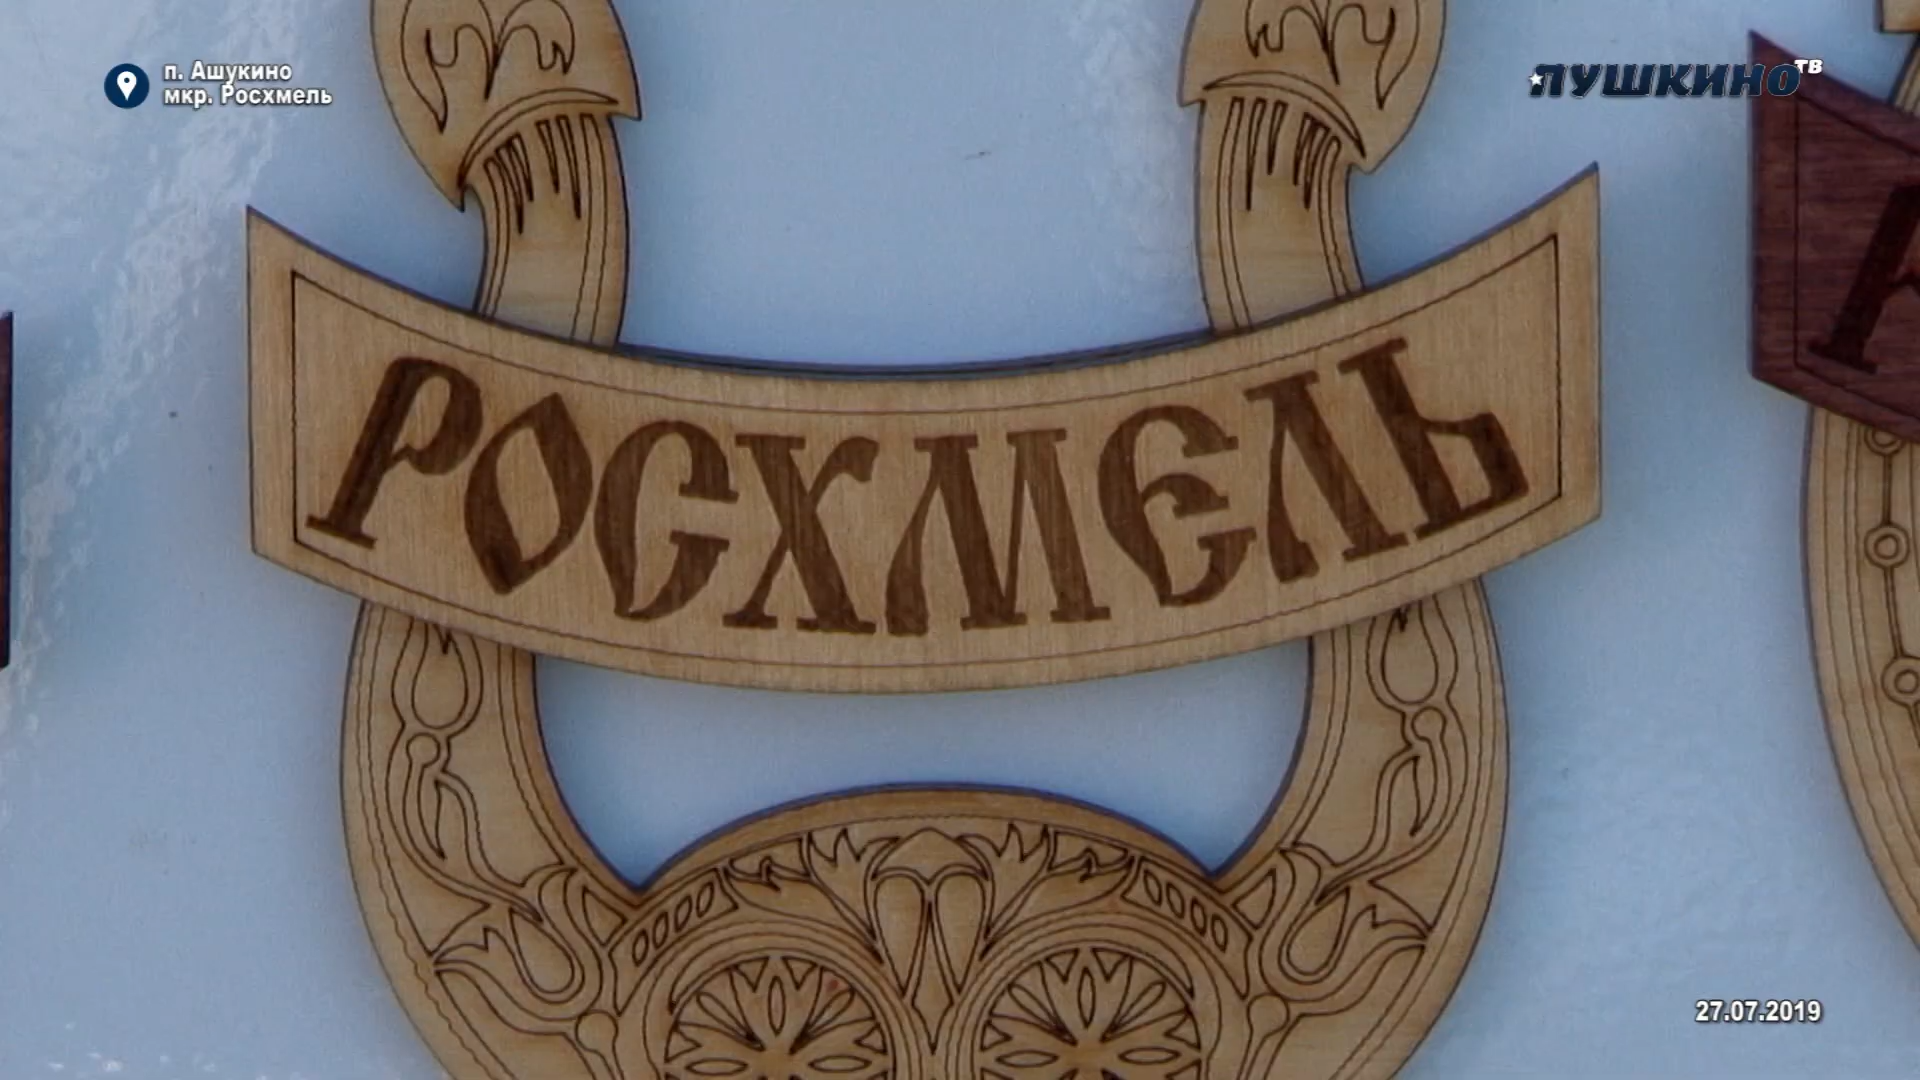 п. Ашукино
мкр. Росхмель
ПУШКИНО ТВ
РОСХМЕЛЬ
27.07.2019